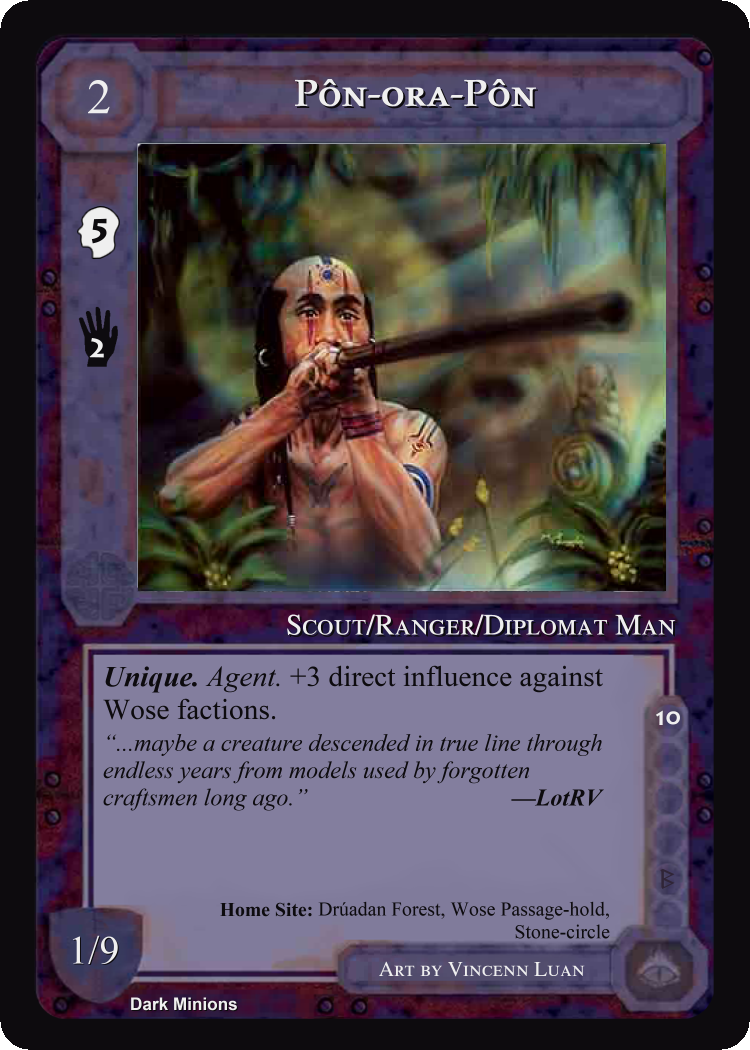 2
Pôn-ora-Pôn
5
2
Scout/Ranger/Diplomat Man
Unique. Agent. +3 direct influence against
Wose factions.
10
“...maybe a creature descended in true line through
endless years from models used by forgotten
craftsmen long ago.” —LotRV
Home Site: Drúadan Forest, Wose Passage-hold,
Stone-circle
1/9
Art by Vincenn Luan
Dark Minions